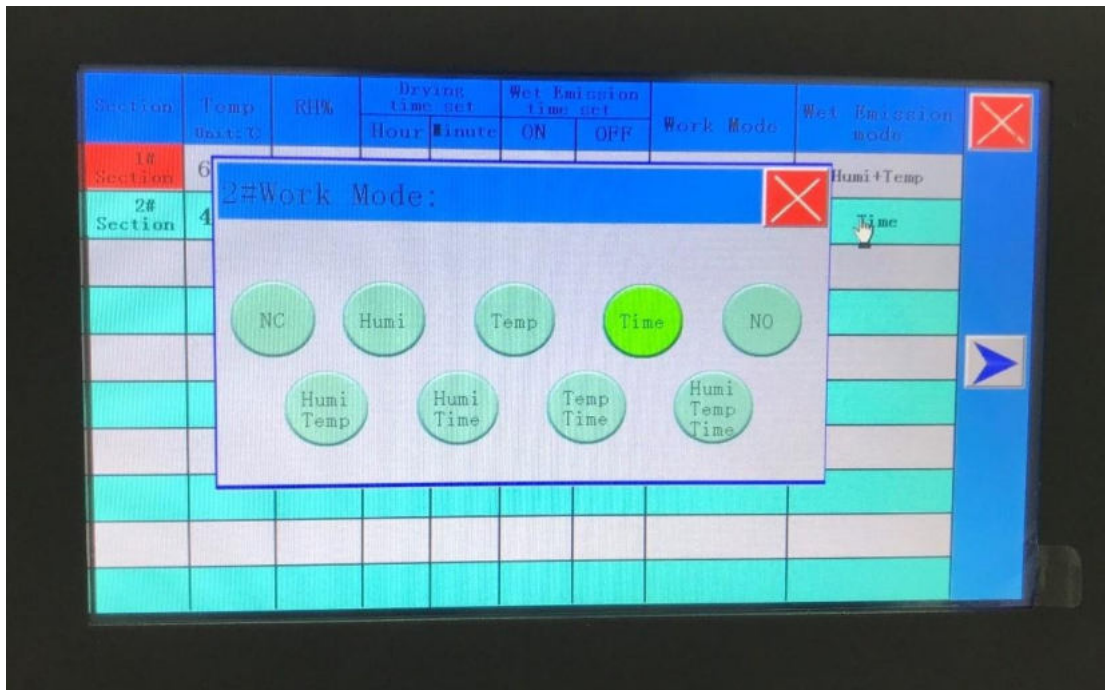 Section Temp RH% Drying time set Wet Emission time set Work Mode Wet Emission mode
Unit:℃ Hour Minute ON OFF
1# Section 6 Humi+Temp
2# Section 4 Time
2#Work Mode:
NC Humi Temp Time NO
Humi Temp
Humi Time
Temp Time
Humi Temp Time